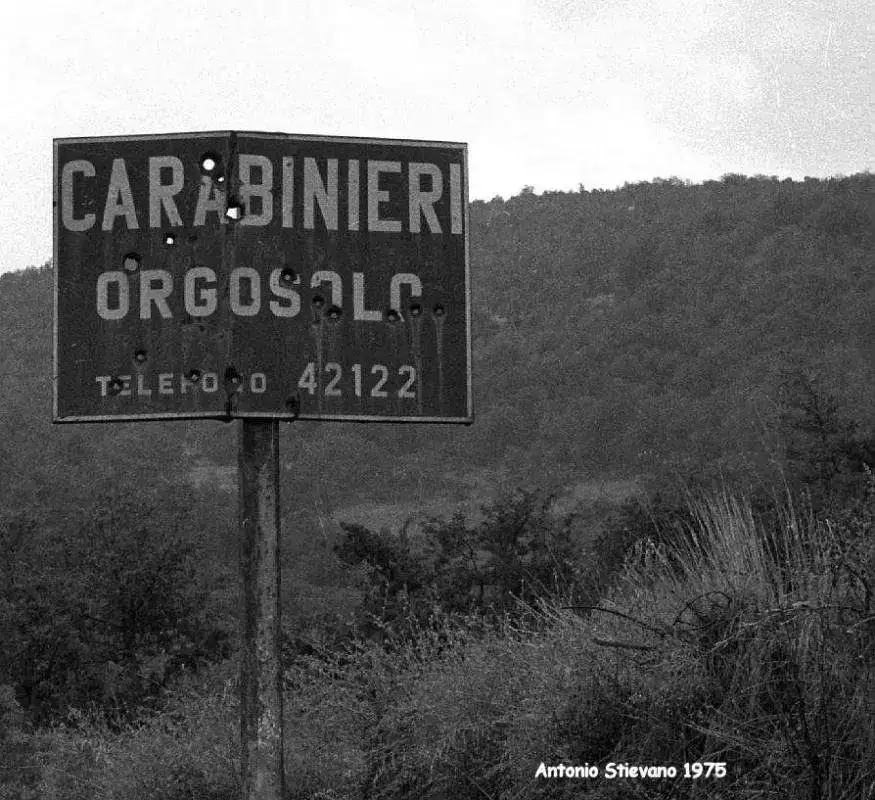 CARABINIERI
ORGOSOLO
TELEFONO 42122
Antonio Stievano 1975